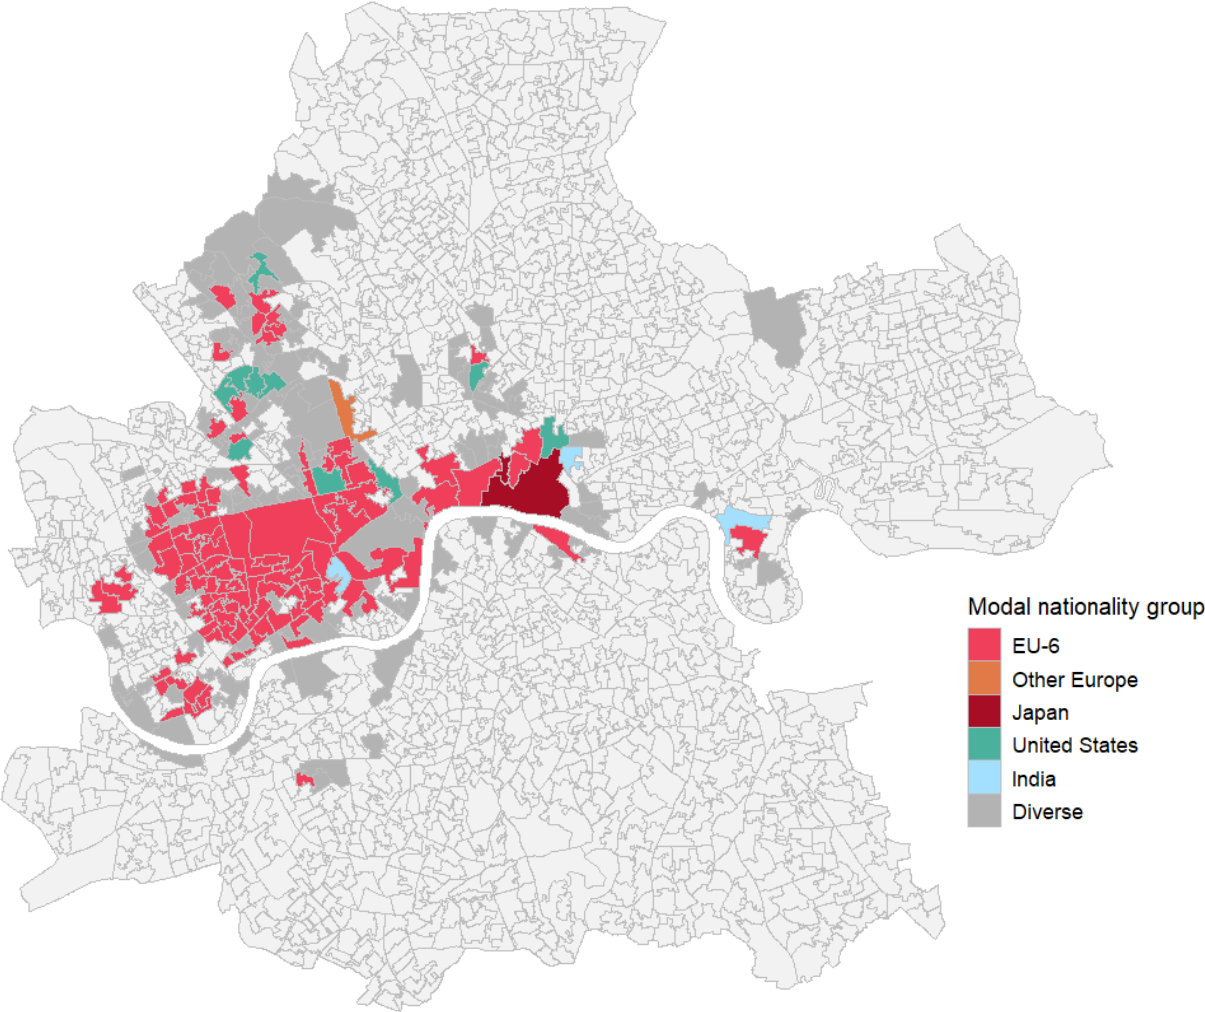 Modal nationality group
EU-6
Other Europe
Japan
United States
India
Diverse